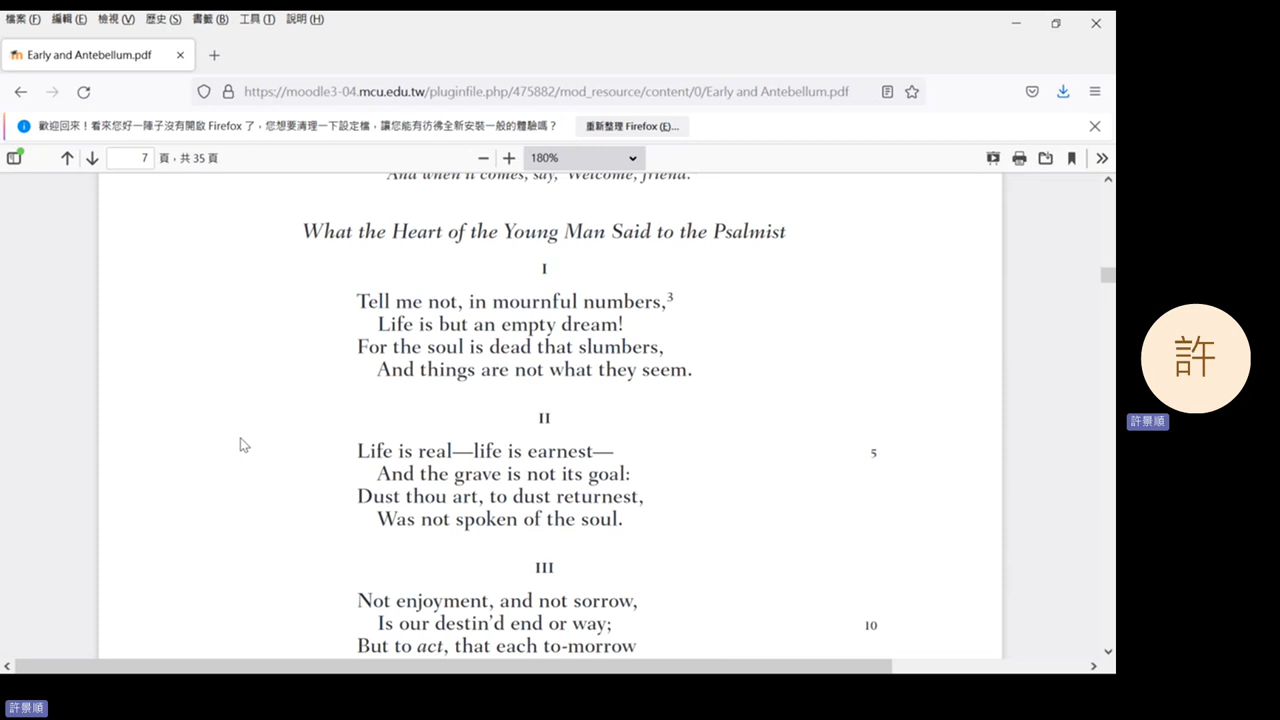 檔案 (F) 編輯 (E) 檢視 (V) 歷史 (S) 書籤 (B) 工具 (T) 說明 (H)
Early and Antebellum.pdf
https://moodle3-04.mcu.edu.tw/pluginfile.php/475882/mod_resource/content/0/Early and Antebellum.pdf
歡迎回來！看來您好一陣子沒有開啟 Firefox 了，您想要清理一下設定檔，讓您能有彷彿全新安裝一般的體驗嗎？ 重新整理 Firefox (E)…
7 頁，共 35 頁 180%
And when it comes, say, 'Welcome, friend.'
What the Heart of the Young Man Said to the Psalmist
I
Tell me not, in mournful numbers,3
Life is but an empty dream!
For the soul is dead that slumbers,
And things are not what they seem.
II
Life is real—life is earnest— 5
And the grave is not its goal:
Dust thou art, to dust returnest,
Was not spoken of the soul.
III
Not enjoyment, and not sorrow,
Is our destin'd end or way; 10
But to act, that each to-morrow
許
許景順
許景順